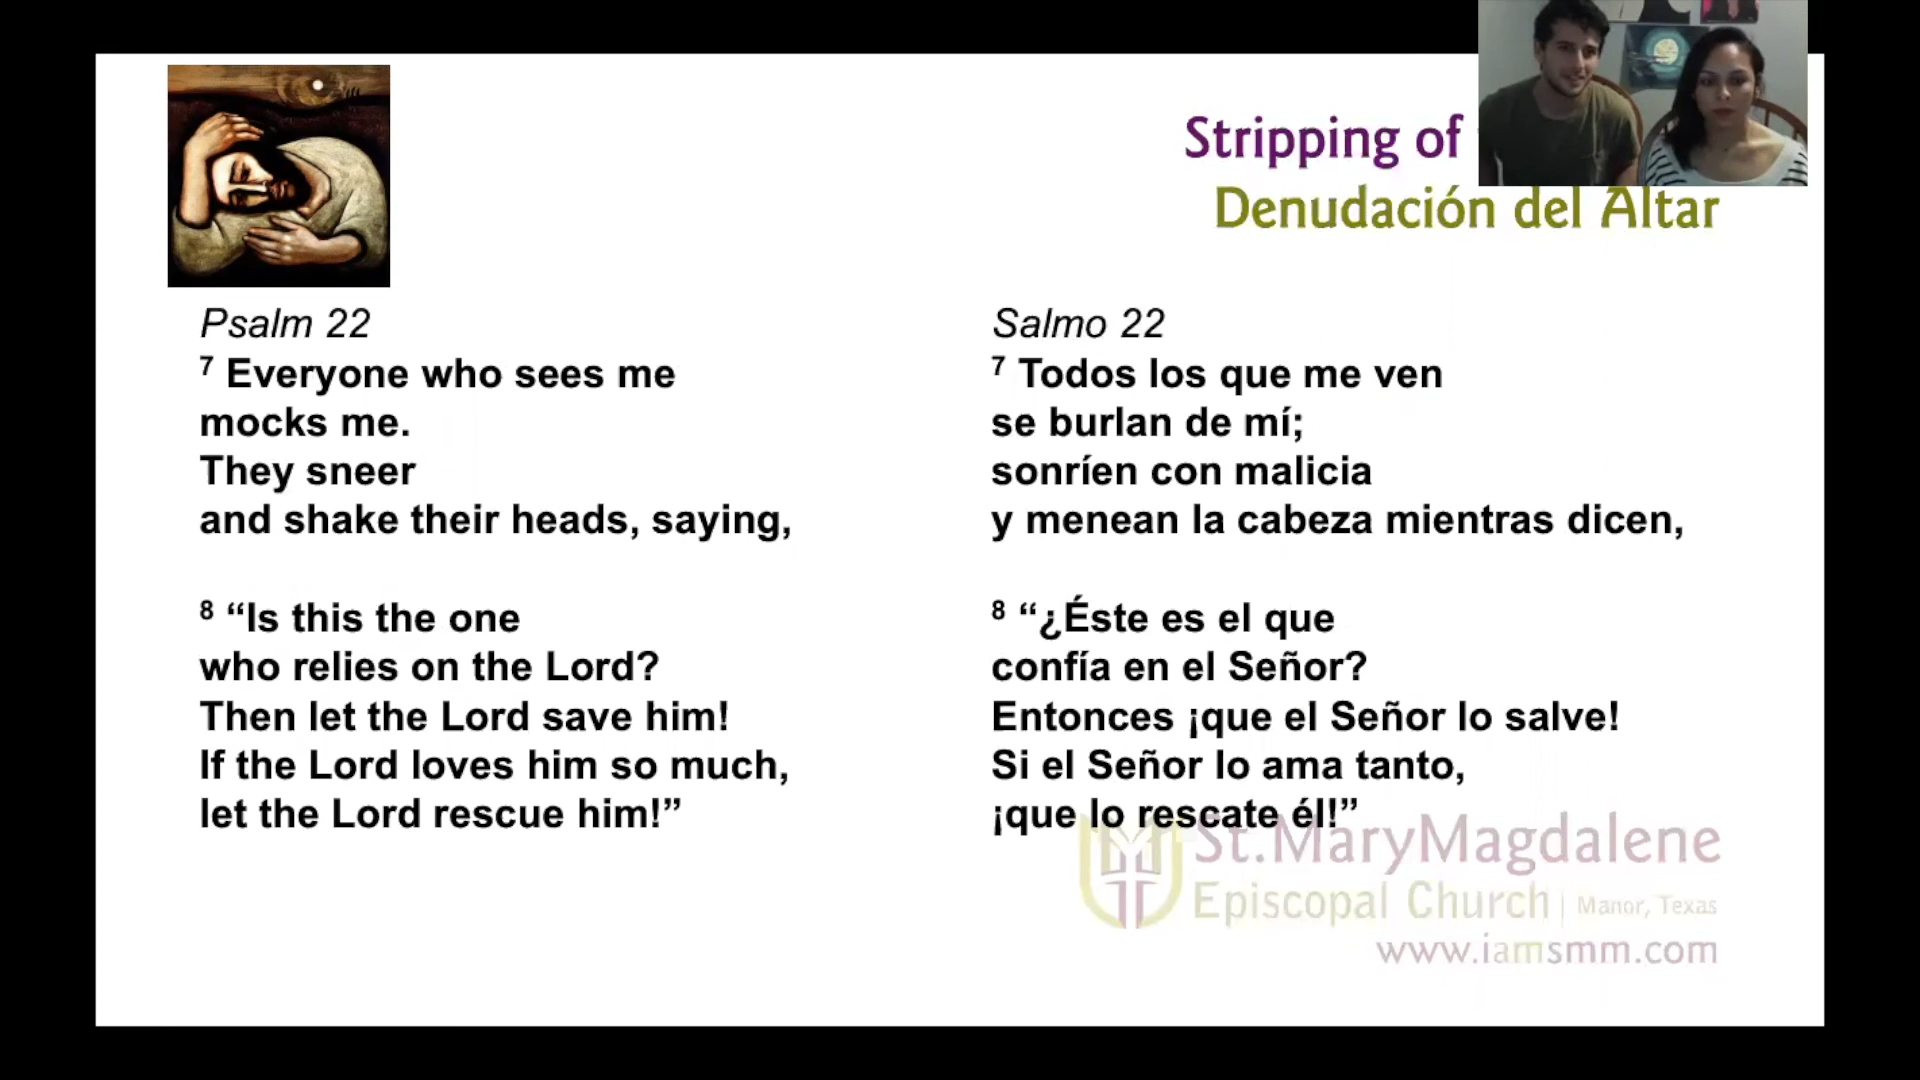 Stripping of
Denudación del Altar
Psalm 22
7 Everyone who sees me
mocks me.
They sneer
and shake their heads, saying,
8 “Is this the one
who relies on the Lord?
Then let the Lord save him!
If the Lord loves him so much,
let the Lord rescue him!”
Salmo 22
7 Todos los que me ven
se burlan de mí;
sonríen con malicia
y menean la cabeza mientras dicen,
8 “¿Éste es el que
confía en el Señor?
Entonces ¡que el Señor lo salve!
Si el Señor lo ama tanto,
¡que lo rescate él!”
St.MaryMagdalene
Episcopal Church | Manor, Texas
www.iamsmm.com